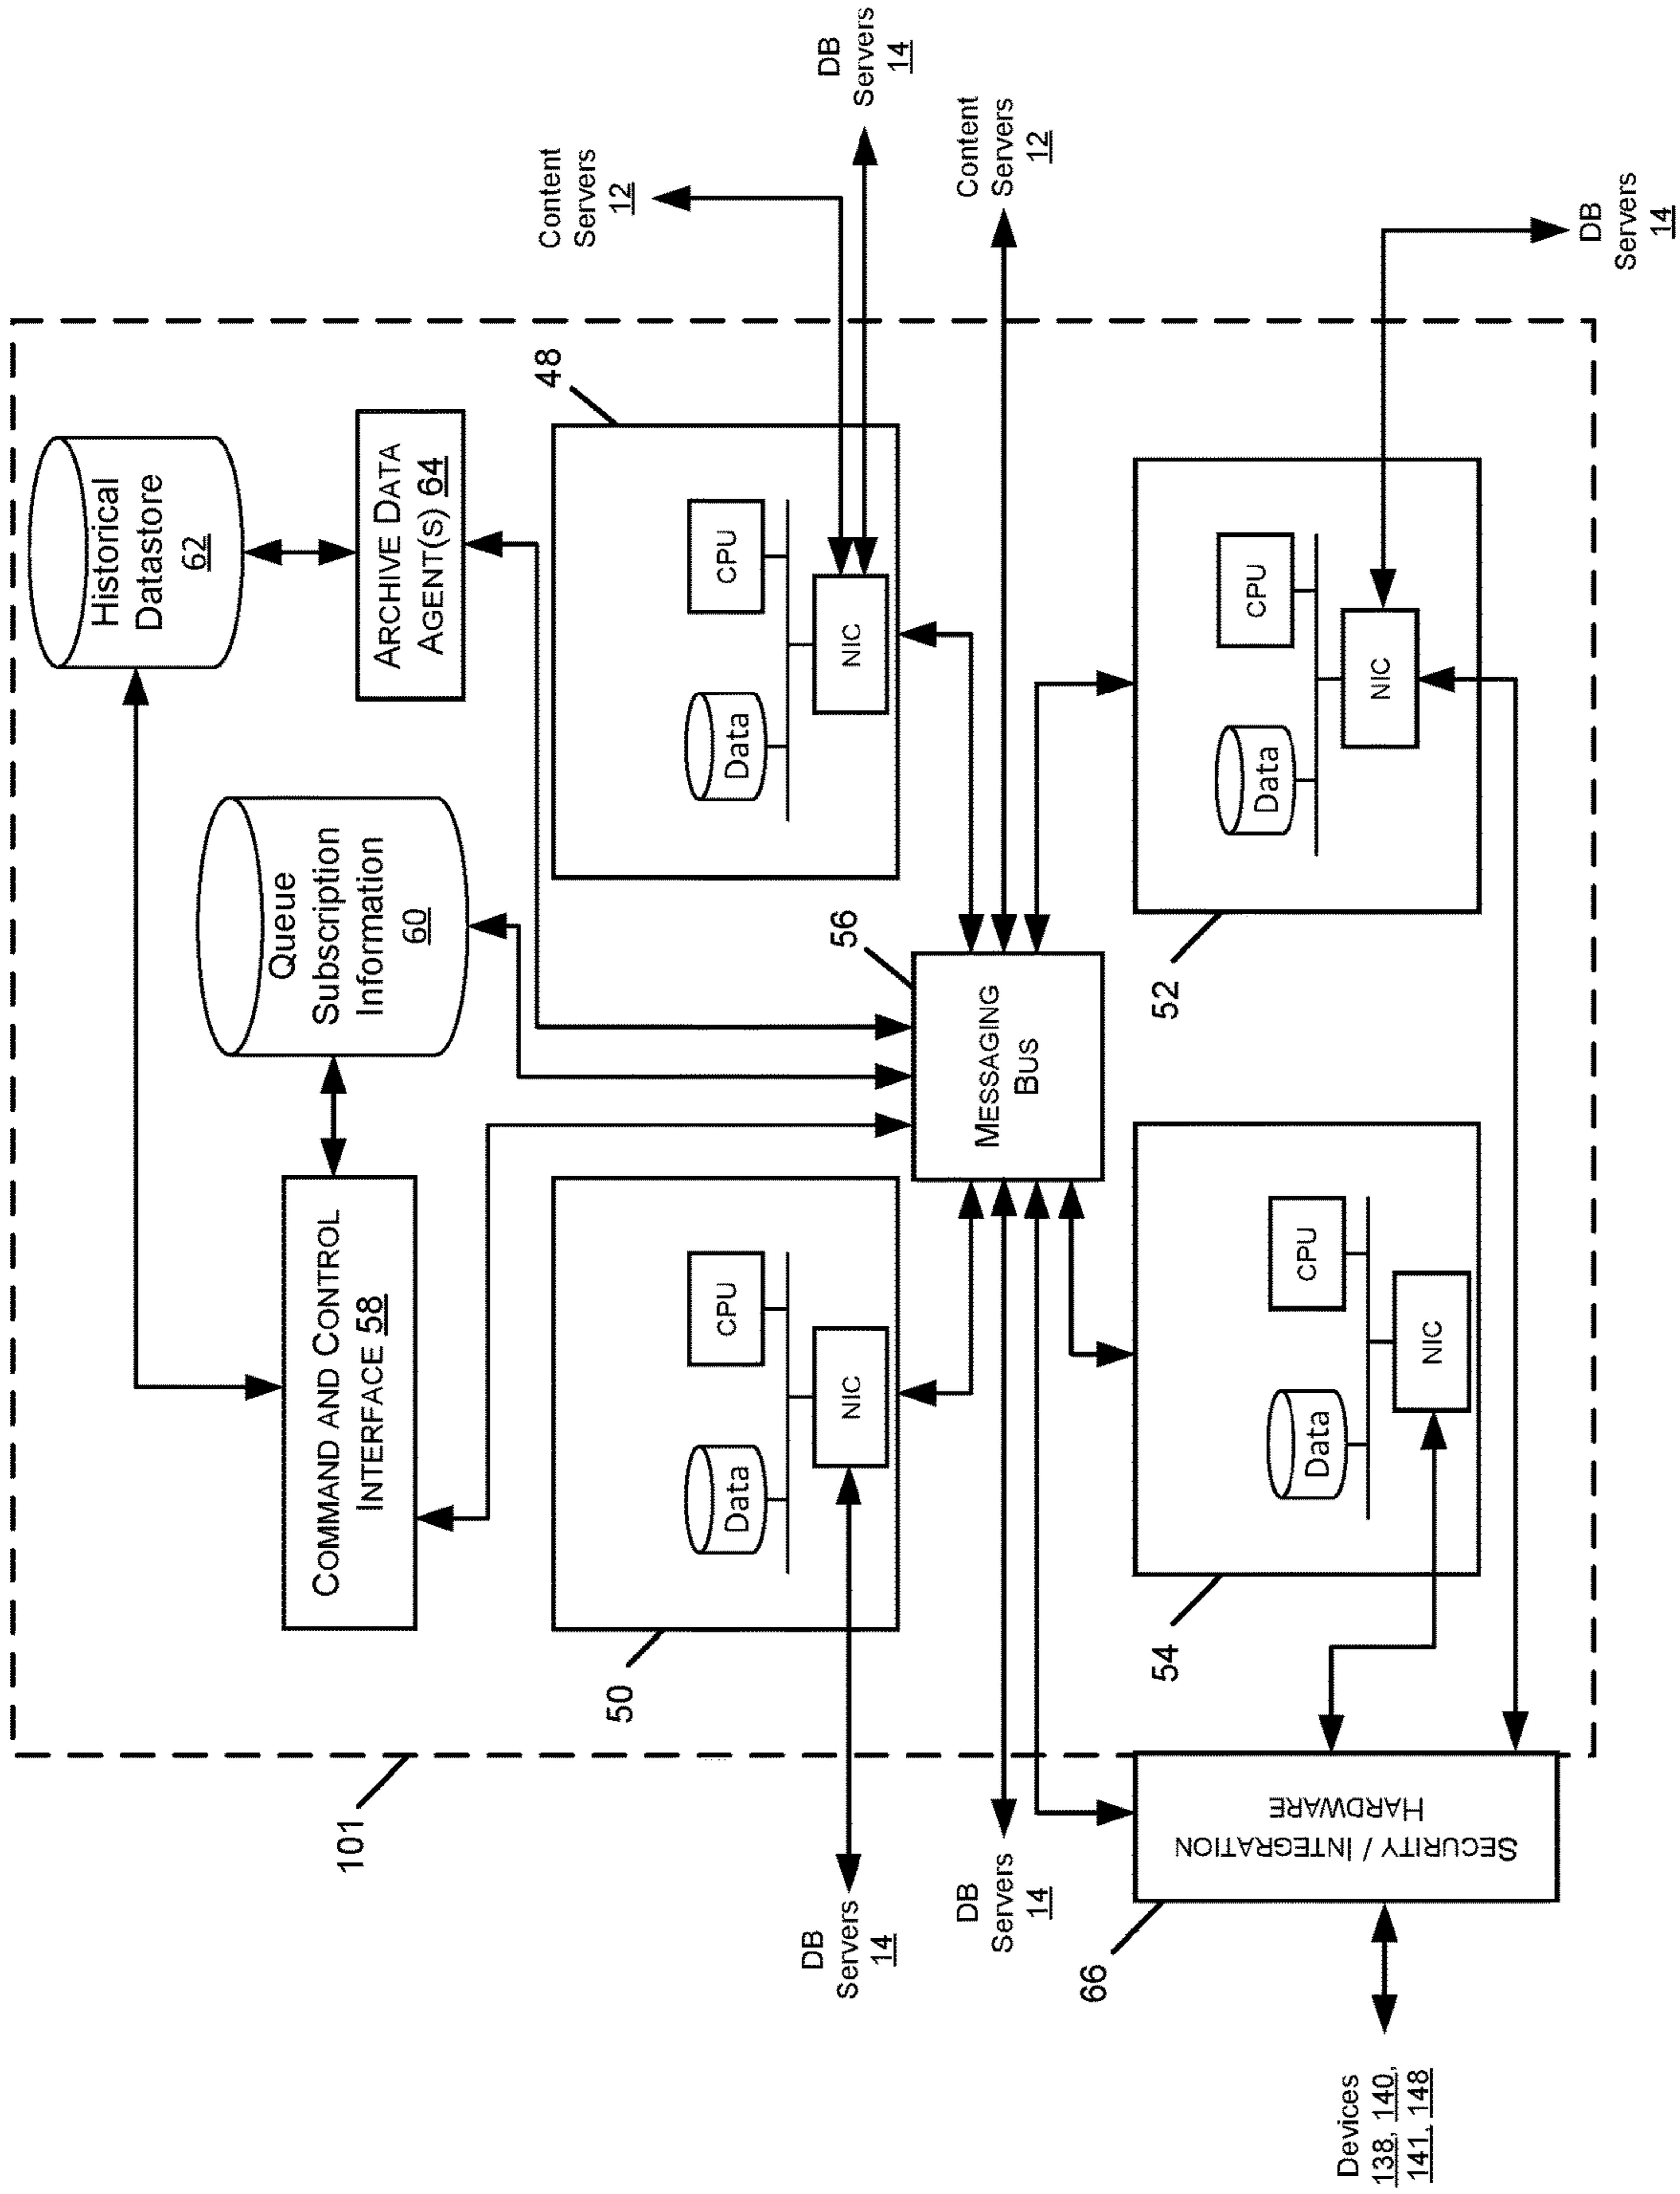 101
Historical
Datastore
62
Queue
Subscription
Information
60
COMMAND AND CONTROL
INTERFACE 58
ARCHIVE DATA
AGENT(S) 64
50
Data
CPU
NIC
48
Data
CPU
NIC
Content
Servers
12
DB
Servers
14
DB
Servers
14
56
MESSAGING
BUS
Content
Servers
12
DB
Servers
14
54
Data
CPU
NIC
52
Data
CPU
NIC
DB
Servers
14
66
SECURITY / INTEGRATION
HARDWARE
Devices
138, 140,
141, 148